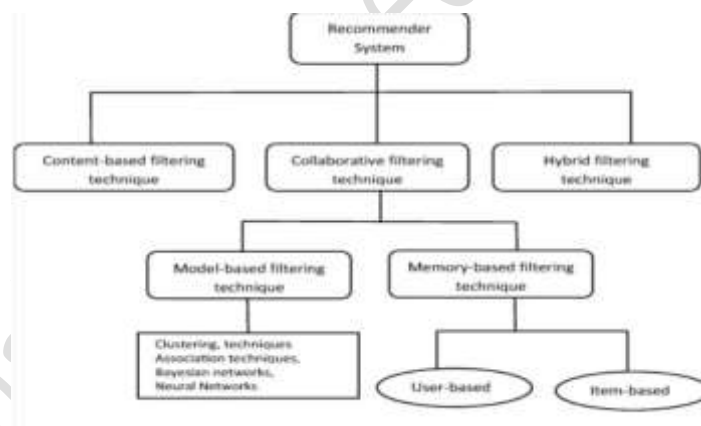 Recommender
System
Content-based filtering
technique
Collaborative filtering
technique
Hybrid filtering
technique
Model-based filtering
technique
Memory-based filtering
technique
Clustering, techniques
Association techniques,
Bayesian networks,
Neural Networks
User-based
Item-based